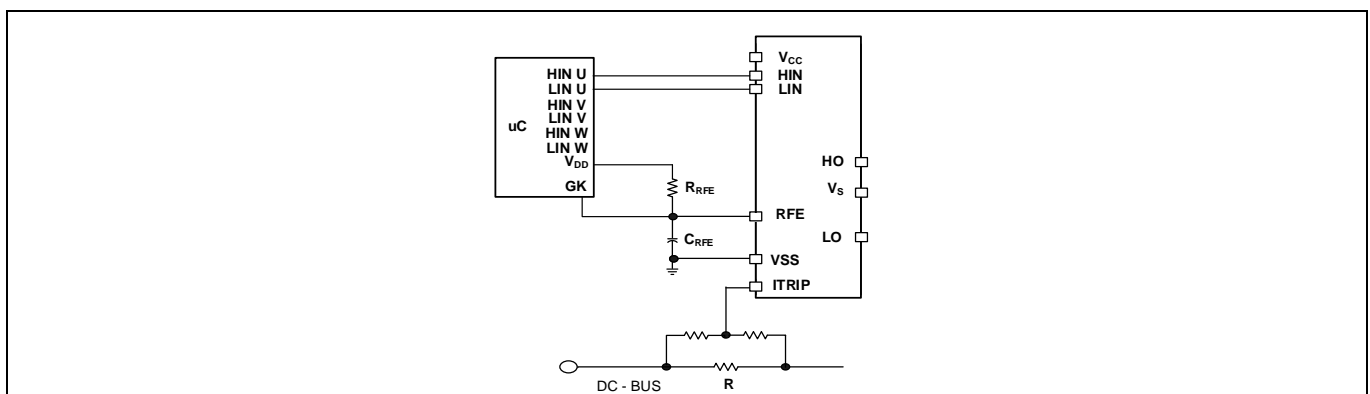 uC
HIN U
LIN U
HIN V
LIN V
HIN W
LIN W
VDD
GK
RRFE
CRFE
VCC
HIN
LIN
HO
VS
RFE
LO
VSS
ITRIP
DC - BUS
R